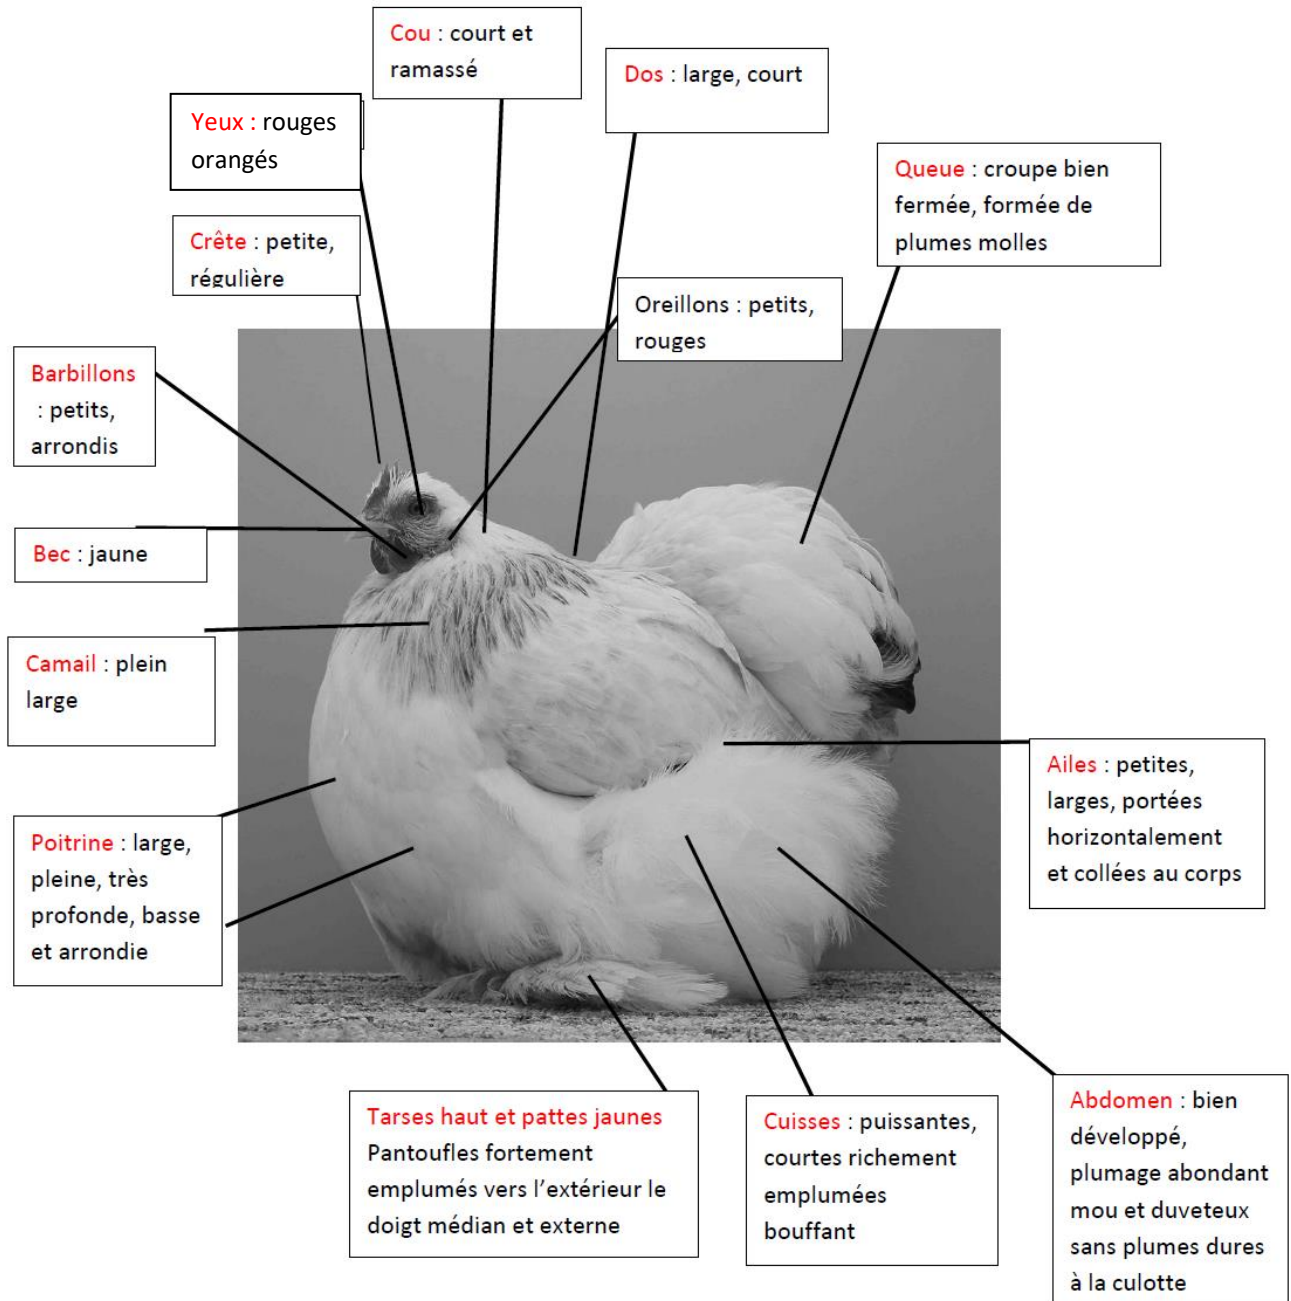 Cou : court et
ramassé
Dos : large, court
Yeux : rouges
orangés
Queue : croupe bien
fermée, formée de
plumes molles
Crête : petite,
régulière
Oreillons : petits,
rouges
Barbillons
: petits,
arrondis
Bec : jaune
Camail : plein
large
Ailes : petites,
larges, portées
horizontalement
et collées au corps
Poitrine : large,
pleine, très
profonde, basse
et arrondie
Tarses haut et pattes jaunes
Pantoufles fortement
emplumés vers l’extérieur le
doigt médian et externe
Cuisses : puissantes,
courtes richement
emplumées
bouffant
Abdomen : bien
développé,
plumage abondant
mou et duveteux
sans plumes dures
à la culotte